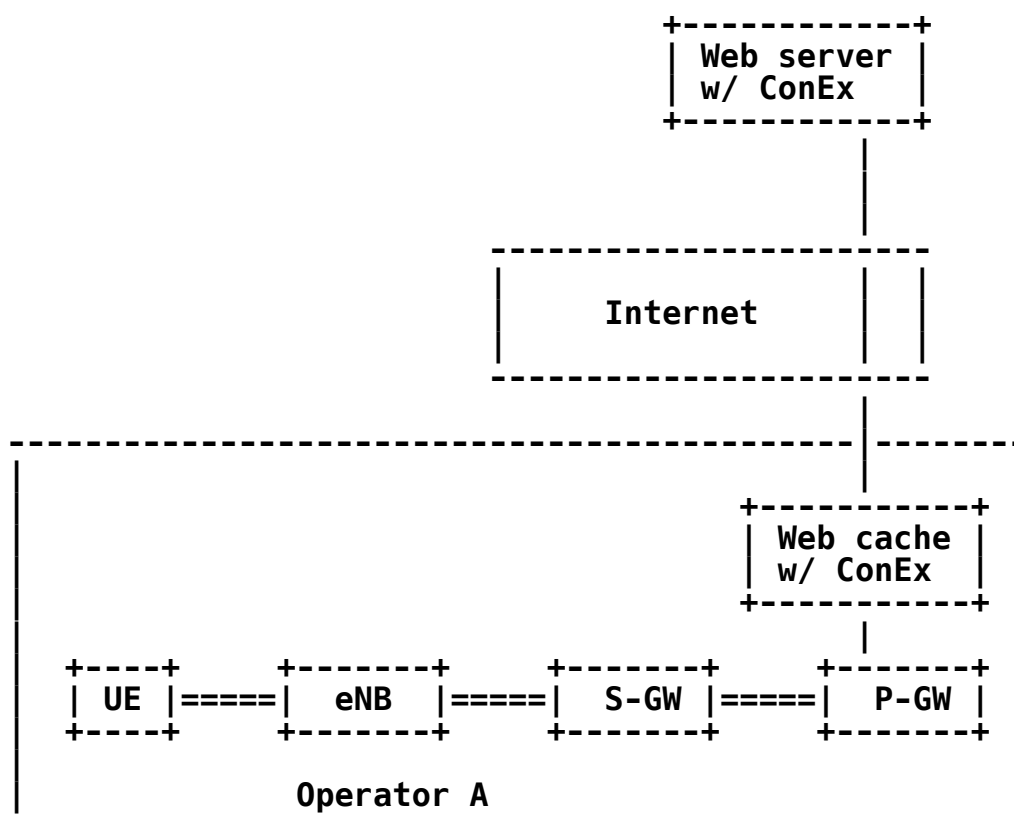 Web server
w/ ConEx
Internet
Web cache
w/ ConEx
UE eNB S-GW P-GW
Operator A